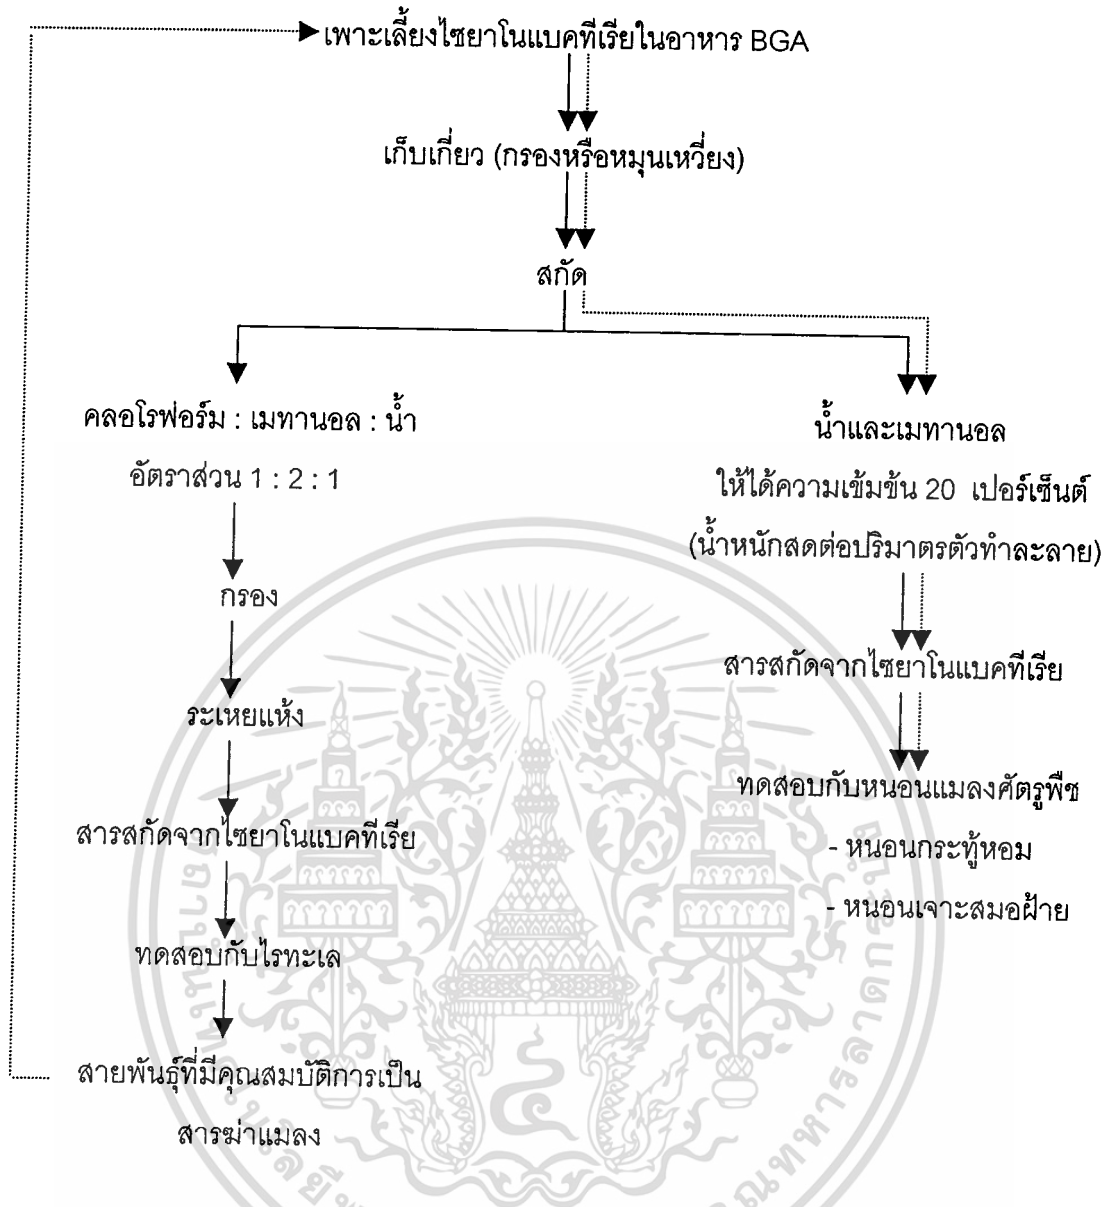 เพาะเลี้ยงไซยาโนแบคทีเรียในอาหาร BGA
เก็บเกี่ยว (กรองหรือหมุนเหวี่ยง)
สกัด
คลอโรฟอร์ม : เมทานอล : น้ำ
อัตราส่วน 1 : 2 : 1
กรอง
ระเหยแห้ง
สารสกัดจากไซยาโนแบคทีเรีย
ทดสอบกับไรทะเล
สายพันธุ์ที่มีคุณสมบัติการเป็น
สารฆ่าแมลง
น้ำและเมทานอล
ให้ได้ความเข้มข้น 20 เปอร์เซ็นต์
(น้ำหนักสดต่อปริมาตรตัวทำละลาย)
สารสกัดจากไซยาโนแบคทีเรีย
ทดสอบกับหนอนแมลงศัตรูพืช
- หนอนกระทู้หอม
- หนอนเจาะสมอฝ้าย